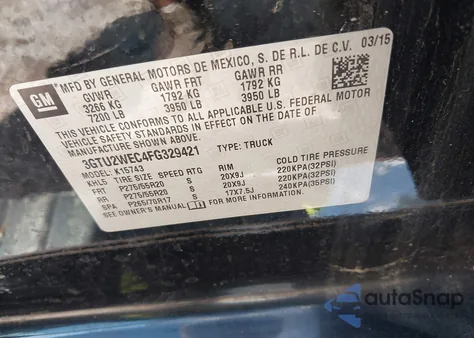 GM
MFD BY GENERAL MOTORS DE MEXICO, S. DE R.L. DE C.V. 03/15
GVWR GAWR FRT GAWR RR
3266 KG 1792 KG 1792 KG
7200 LB 3950 LB 3950 LB
THIS VEHICLE CONFORMS TO ALL APPLICABLE U.S. FEDERAL MOTOR
VEHICLE SAFETY STANDARDS IN EFFECT ON THE DATE OF
MANUFACTURE SHOWN ABOVE.
3GTU2WEC4FG329421 TYPE: TRUCK
MODEL: K15743
WHLS TIRE SIZE SPEED RTG RIM COLD TIRE PRESSURE
FRT P275/55R20 S 20X9J 220KPA(32PSI)
RR P275/55R20 S 20X9J 220KPA(32PSI)
SPA P265/70R17 S 17X7.5J 240KPA(35PSI)
SEE OWNER'S MANUAL FOR MORE INFORMATION.
autoSnap